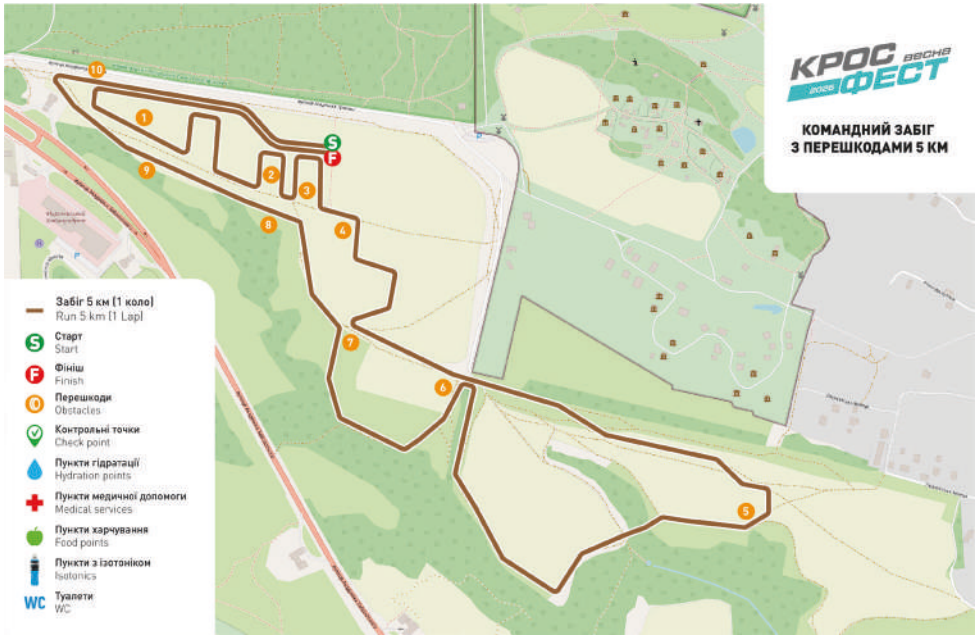 КРОС ВЕСНА
2026 ФЕСТ
КОМАНДНИЙ ЗАБІГ
З ПЕРЕШКОДАМИ 5 КМ
10
1
S
F
2
3
9
8
4
7
6
5
Забіг 5 км (1 коло)
Run 5 km (1 Lap)
S
Старт
Start
F
Фініш
Finish
Перешкоди
Obstacles
Контрольні точки
Check point
Пункти гідратації
Hydration points
Пункти медичної допомоги
Medical services
Пункти харчування
Food points
Пункти з ізотоніком
Isotonics
WC
Туалети
WC